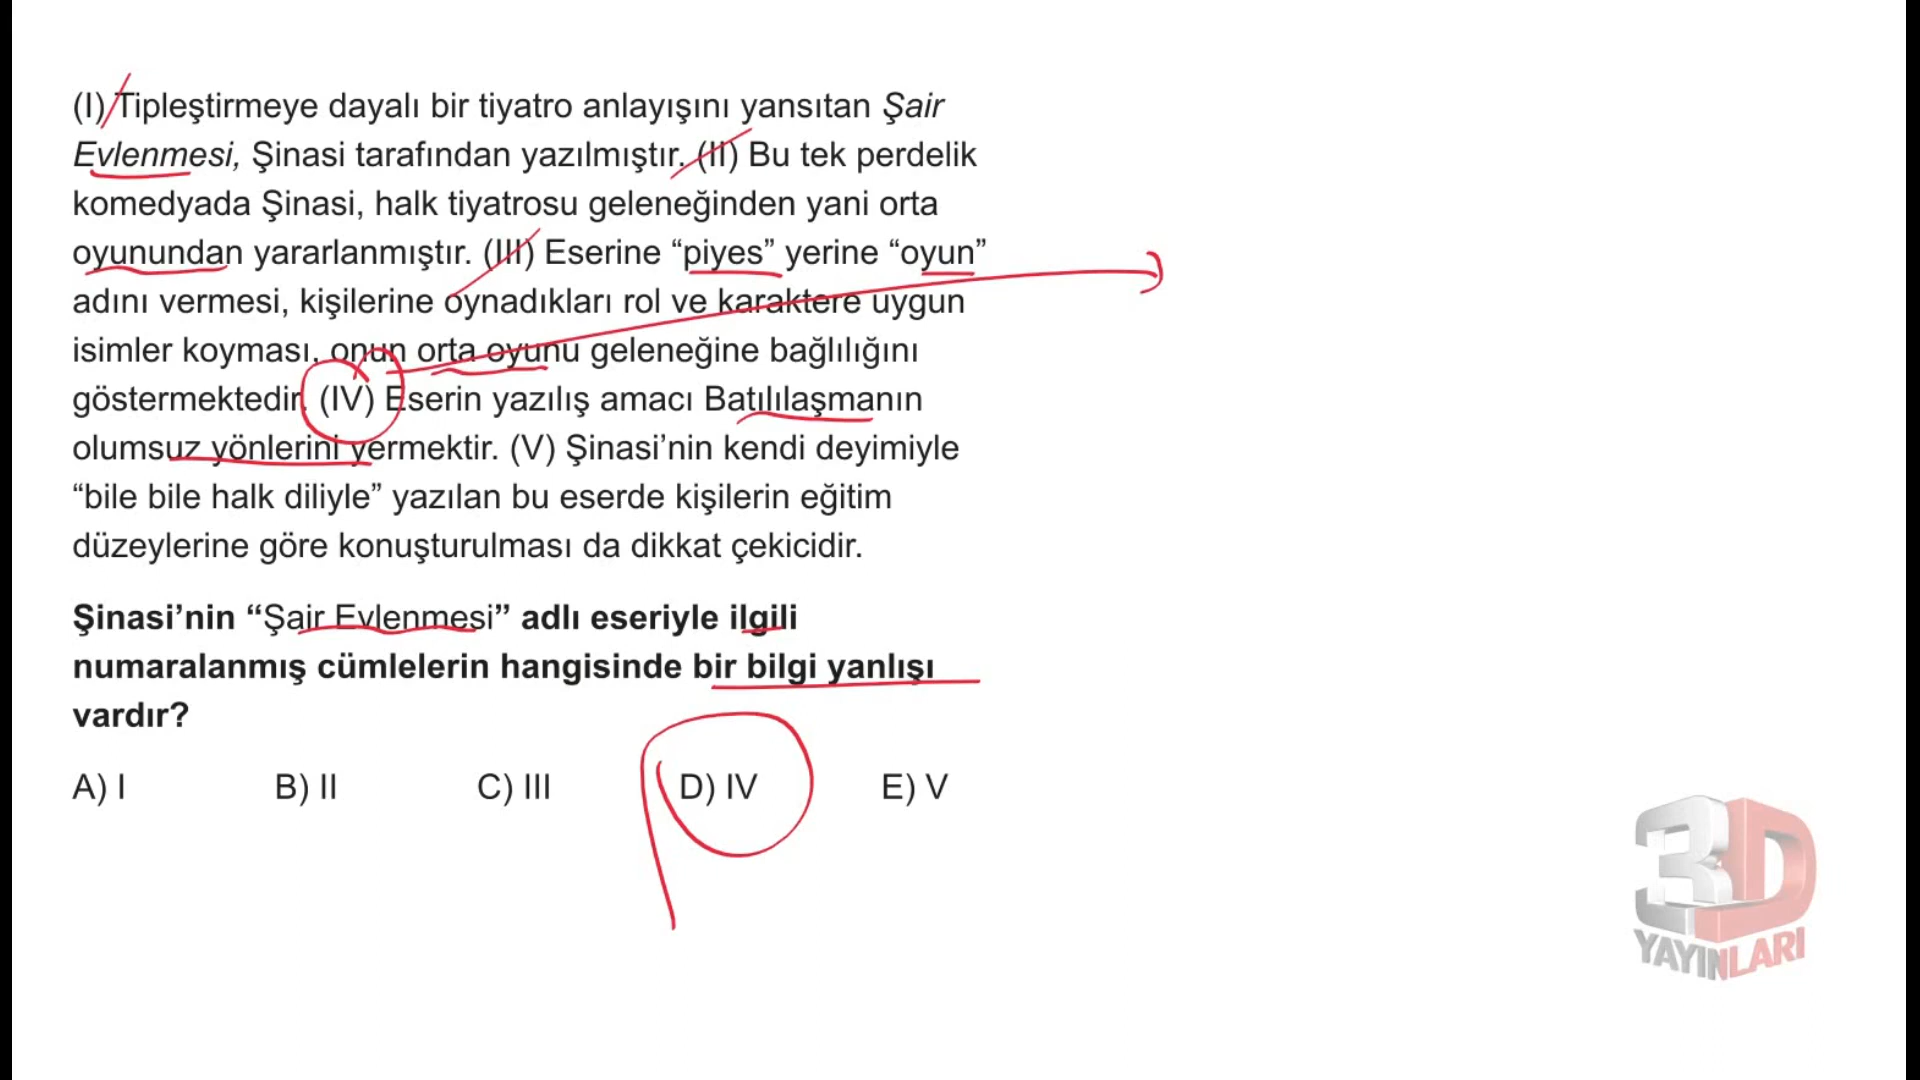 (I) Tipleştirmeye dayalı bir tiyatro anlayışını yansıtan Şair
Evlenmesi, Şinasi tarafından yazılmıştır. (II) Bu tek perdelik
komedyada Şinasi, halk tiyatrosu geleneğinden yani orta
oyunundan yararlanmıştır. (III) Eserine “piyes” yerine “oyun”
adını vermesi, kişilerine oynadıkları rol ve karaktere uygun
isimler koyması, onun orta oyunu geleneğine bağlılığını
göstermektedir. (IV) Eserin yazılış amacı Batılılaşmanın
olumsuz yönlerini yermektir. (V) Şinasi’nin kendi deyimiyle
“bile bile halk diliyle” yazılan bu eserde kişilerin eğitim
düzeylerine göre konuşturulması da dikkat çekicidir.
Şinasi’nin “Şair Evlenmesi” adlı eseriyle ilgili
numaralanmış cümlelerin hangisinde bir bilgi yanlışı
vardır?
A) I B) II C) III D) IV E) V
3D
YAYINLARI